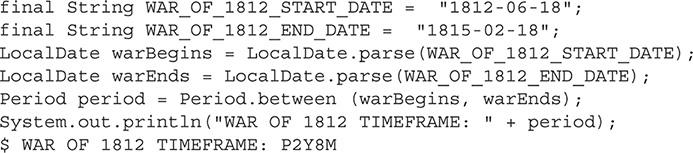 final String WAR_OF_1812_START_DATE =  "1812-06-18";
final String WAR_OF_1812_END_DATE =  "1815-02-18";
LocalDate warBegins = LocalDate.parse(WAR_OF_1812_START_DATE);
LocalDate warEnds = LocalDate.parse(WAR_OF_1812_END_DATE);
Period period = Period.between (warBegins, warEnds);
System.out.println("WAR OF 1812 TIMEFRAME: " + period);
$ WAR OF 1812 TIMEFRAME: P2Y8M